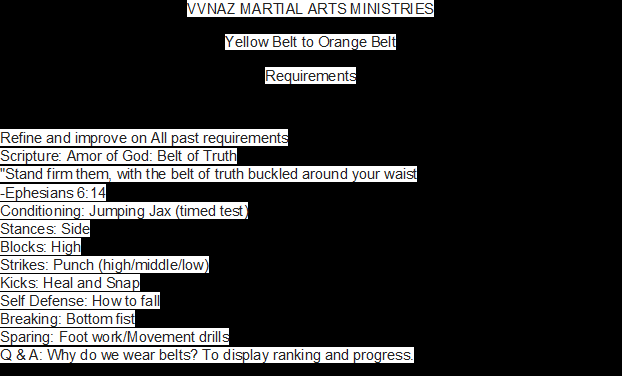 VVNAZ MARTIAL ARTS MINISTRIES
Yellow Belt to Orange Belt
Requirements
Refine and improve on All past requirements
Scripture: Amor of God: Belt of Truth
"Stand firm them, with the belt of truth buckled around your waist
-Ephesians 6:14
Conditioning: Jumping Jax (timed test)
Stances: Side
Blocks: High
Strikes: Punch (high/middle/low)
Kicks: Heal and Snap
Self Defense: How to fall
Breaking: Bottom fist
Sparing: Foot work/Movement drills
Q & A: Why do we wear belts? To display ranking and progress.